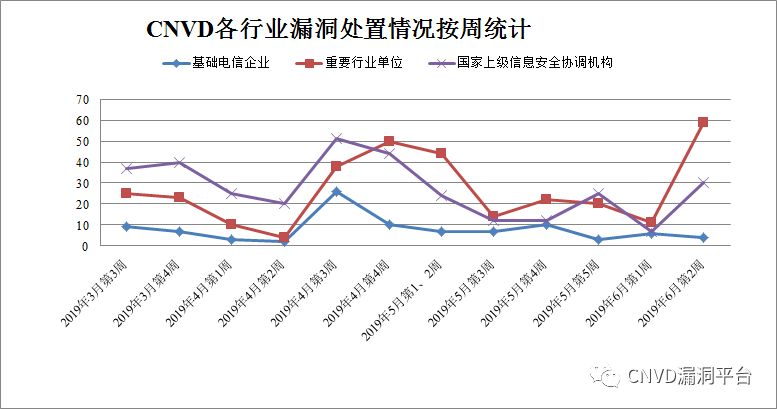 CNVD各行业漏洞处置情况按周统计
基础电信企业 重要行业单位 国家上级信息安全协调机构
70
60
50
40
30
20
10
0
2019年3月第3周
2019年3月第4周
2019年4月第1周
2019年4月第2周
2019年4月第3周
2019年4月第4周
2019年5月第1、2周
2019年5月第3周
2019年5月第4周
2019年5月第5周
2019年6月第1周
2019年6月第2周
CNVD漏洞平台